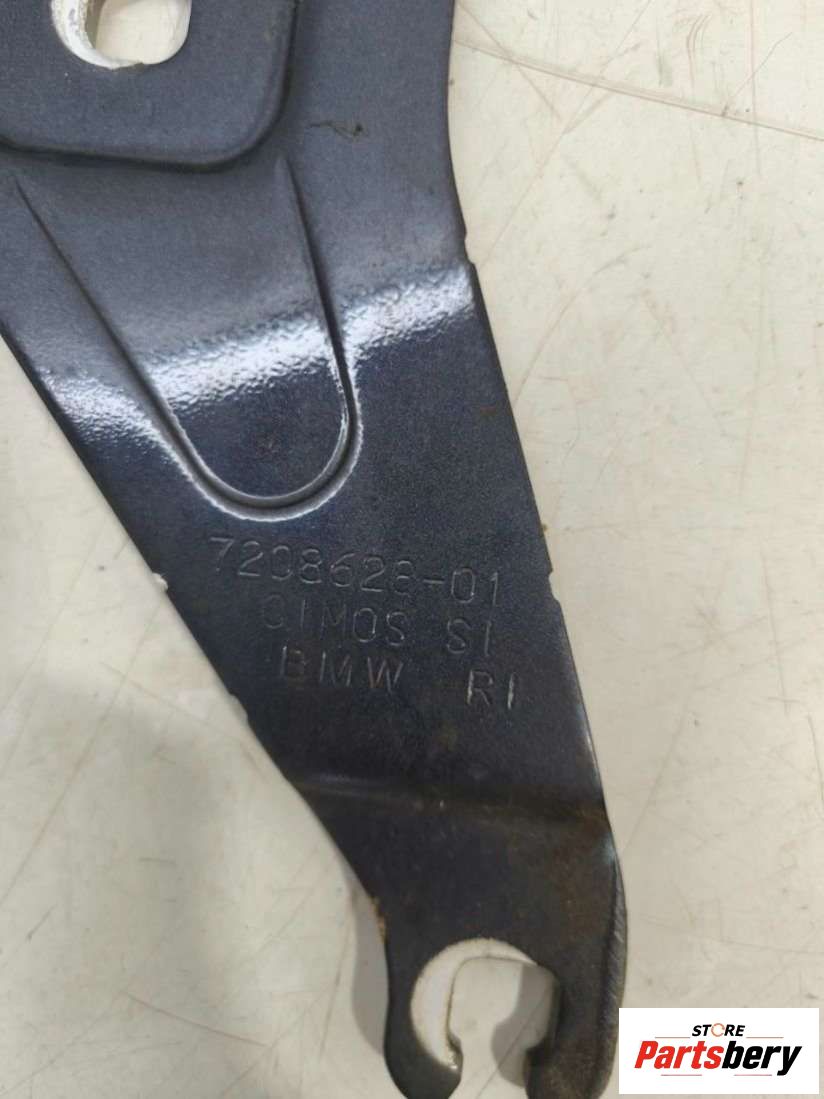 7208628-01
CIMOS SI
BMW RI
STORE
Partsbery